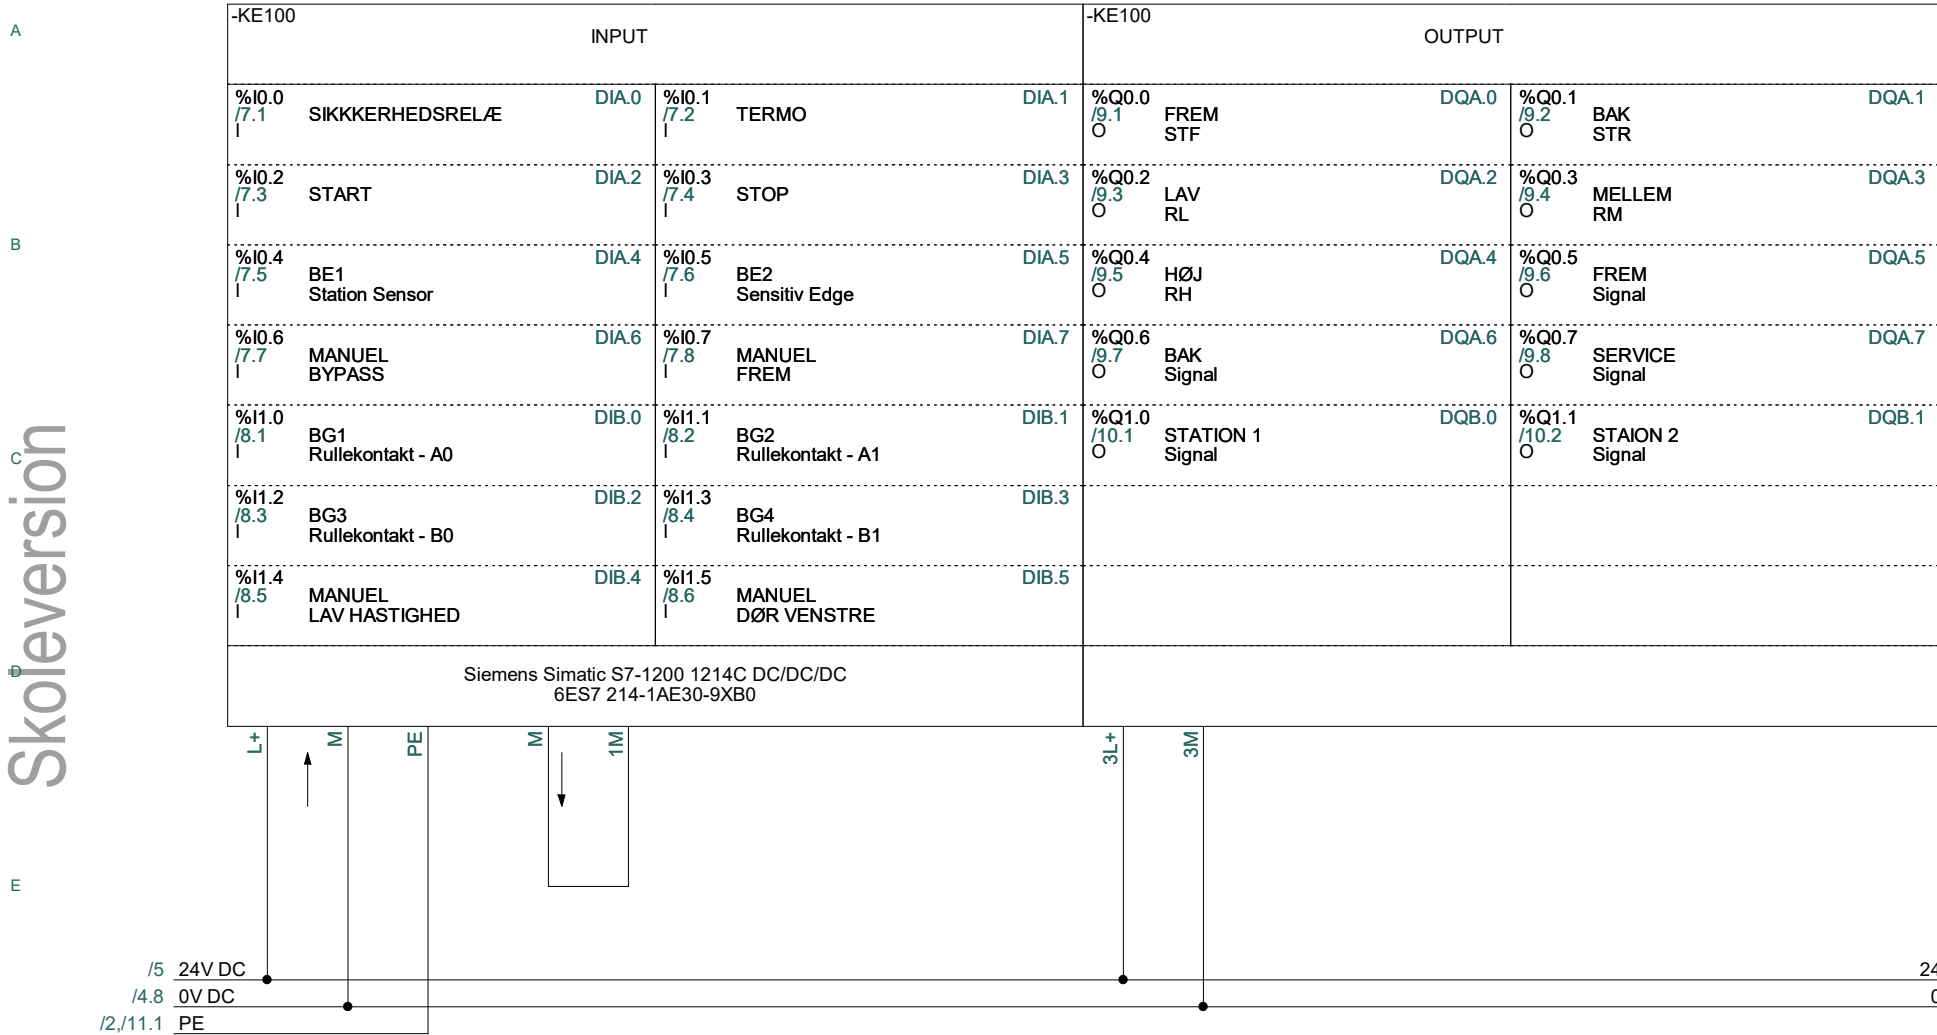 A
B
C
D
E
Skoleversion
-KE100
INPUT
-KE100
OUTPUT
%I0.0 DIA.0
/7.1 SIKKKERHEDSRELÆ
I
%I0.1 DIA.1
/7.2 TERMO
I
%Q0.0 DQA.0
/9.1 FREM
O STF
%Q0.1 DQA.1
/9.2 BAK
O STR
%I0.2 DIA.2
/7.3 START
I
%I0.3 DIA.3
/7.4 STOP
I
%Q0.2 DQA.2
/9.3 LAV
O RL
%Q0.3 DQA.3
/9.4 MELLEM
O RM
%I0.4 DIA.4
/7.5 BE1
I Station Sensor
%I0.5 DIA.5
/7.6 BE2
I Sensitiv Edge
%Q0.4 DQA.4
/9.5 HØJ
O RH
%Q0.5 DQA.5
/9.6 FREM
O Signal
%I0.6 DIA.6
/7.7 MANUEL
I BYPASS
%I0.7 DIA.7
/7.8 MANUEL
I FREM
%Q0.6 DQA.6
/9.7 BAK
O Signal
%Q0.7 DQA.7
/9.8 SERVICE
O Signal
%I1.0 DIB.0
/8.1 BG1
I Rullekontakt - A0
%I1.1 DIB.1
/8.2 BG2
I Rullekontakt - A1
%Q1.0 DQB.0
/10.1 STATION 1
O Signal
%Q1.1 DQB.1
/10.2 STAION 2
O Signal
%I1.2 DIB.2
/8.3 BG3
I Rullekontakt - B0
%I1.3 DIB.3
/8.4 BG4
I Rullekontakt - B1
%I1.4 DIB.4
/8.5 MANUEL
I LAV HASTIGHED
%I1.5 DIB.5
/8.6 MANUEL
I DØR VENSTRE
Siemens Simatic S7-1200 1214C DC/DC/DC
6ES7 214-1AE30-9XB0
L+ M PE M 1M 3L+ 3M
/5 24V DC 24
/4.8 0V DC 0
/2,/11.1 PE